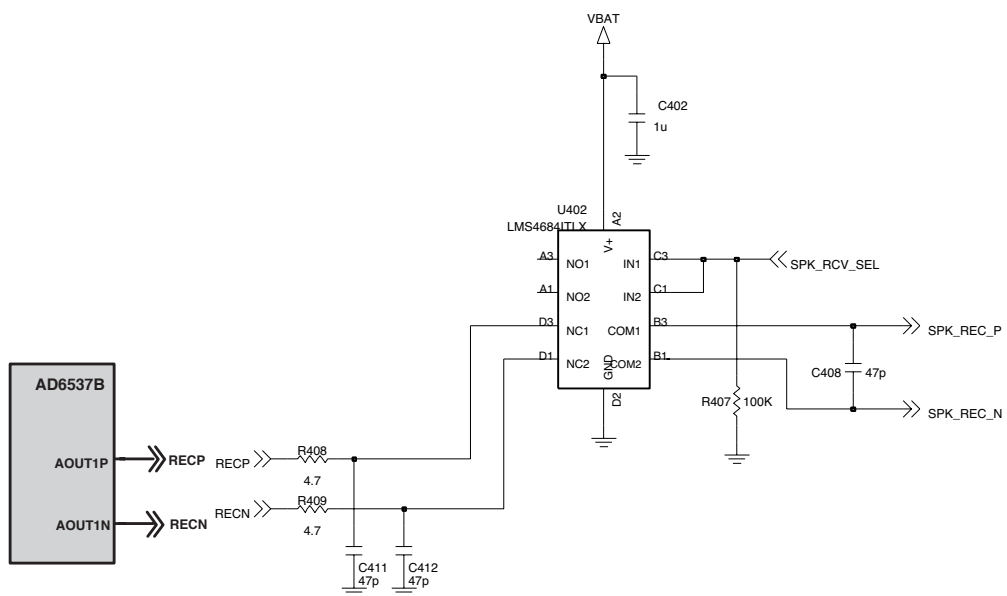 VBAT
C402
1u
U402
LMS4684ITLX
A2
V+
A3 NO1 IN1 C3
SPK_RCV_SEL
A1 NO2 IN2 C1
D3 NC1 COM1 B3
SPK_REC_P
D1 NC2 GND COM2 B1
C408 47p
D2
R407 100K
SPK_REC_N
AD6537B
AOUT1P RECP RECP R408
4.7
AOUT1N RECN RECN R409
4.7
C411
47p
C412
47p